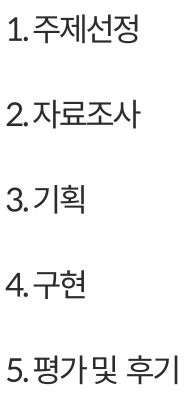 1. 주제선정
2. 자료조사
3. 기획
4. 구현
5. 평가 및 후기